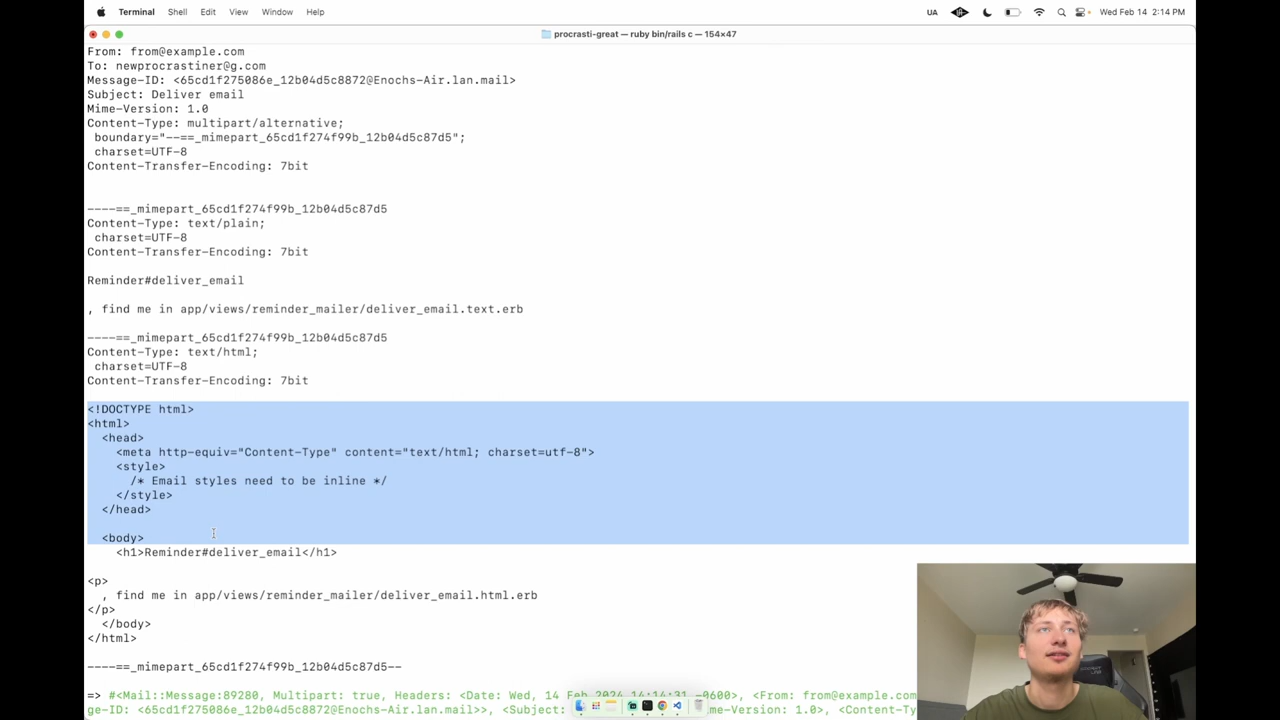 Terminal Shell Edit View Window Help UA Wed Feb 14 2:14 PM
procrasti-great — ruby bin/rails c — 154×47
From: from@example.com
To: newprocrastiner@g.com
Message-ID: <65cd1f275086e_12b04d5c8872@Enochs-Air.lan.mail>
Subject: Deliver email
Mime-Version: 1.0
Content-Type: multipart/alternative;
 boundary="--==_mimepart_65cd1f274f99b_12b04d5c87d5";
 charset=UTF-8
Content-Transfer-Encoding: 7bit
----==_mimepart_65cd1f274f99b_12b04d5c87d5
Content-Type: text/plain;
 charset=UTF-8
Content-Transfer-Encoding: 7bit
Reminder#deliver_email
, find me in app/views/reminder_mailer/deliver_email.text.erb
----==_mimepart_65cd1f274f99b_12b04d5c87d5
Content-Type: text/html;
 charset=UTF-8
Content-Transfer-Encoding: 7bit
<!DOCTYPE html>
<html>
  <head>
    <meta http-equiv="Content-Type" content="text/html; charset=utf-8">
    <style>
      /* Email styles need to be inline */
    </style>
  </head>
  <body>
    <h1>Reminder#deliver_email</h1>
<p>
  , find me in app/views/reminder_mailer/deliver_email.html.erb
</p>
  </body>
</html>
----==_mimepart_65cd1f274f99b_12b04d5c87d5--
=> #<Mail::Message:89280, Multipart: true, Headers: <Date: Wed, 14 Feb 2024 14:14:31 -0600>, <From: from@example.com
ge-ID: <65cd1f275086e_12b04d5c8872@Enochs-Air.lan.mail>>, <Subject: me-Version: 1.0>, <Content-Ty